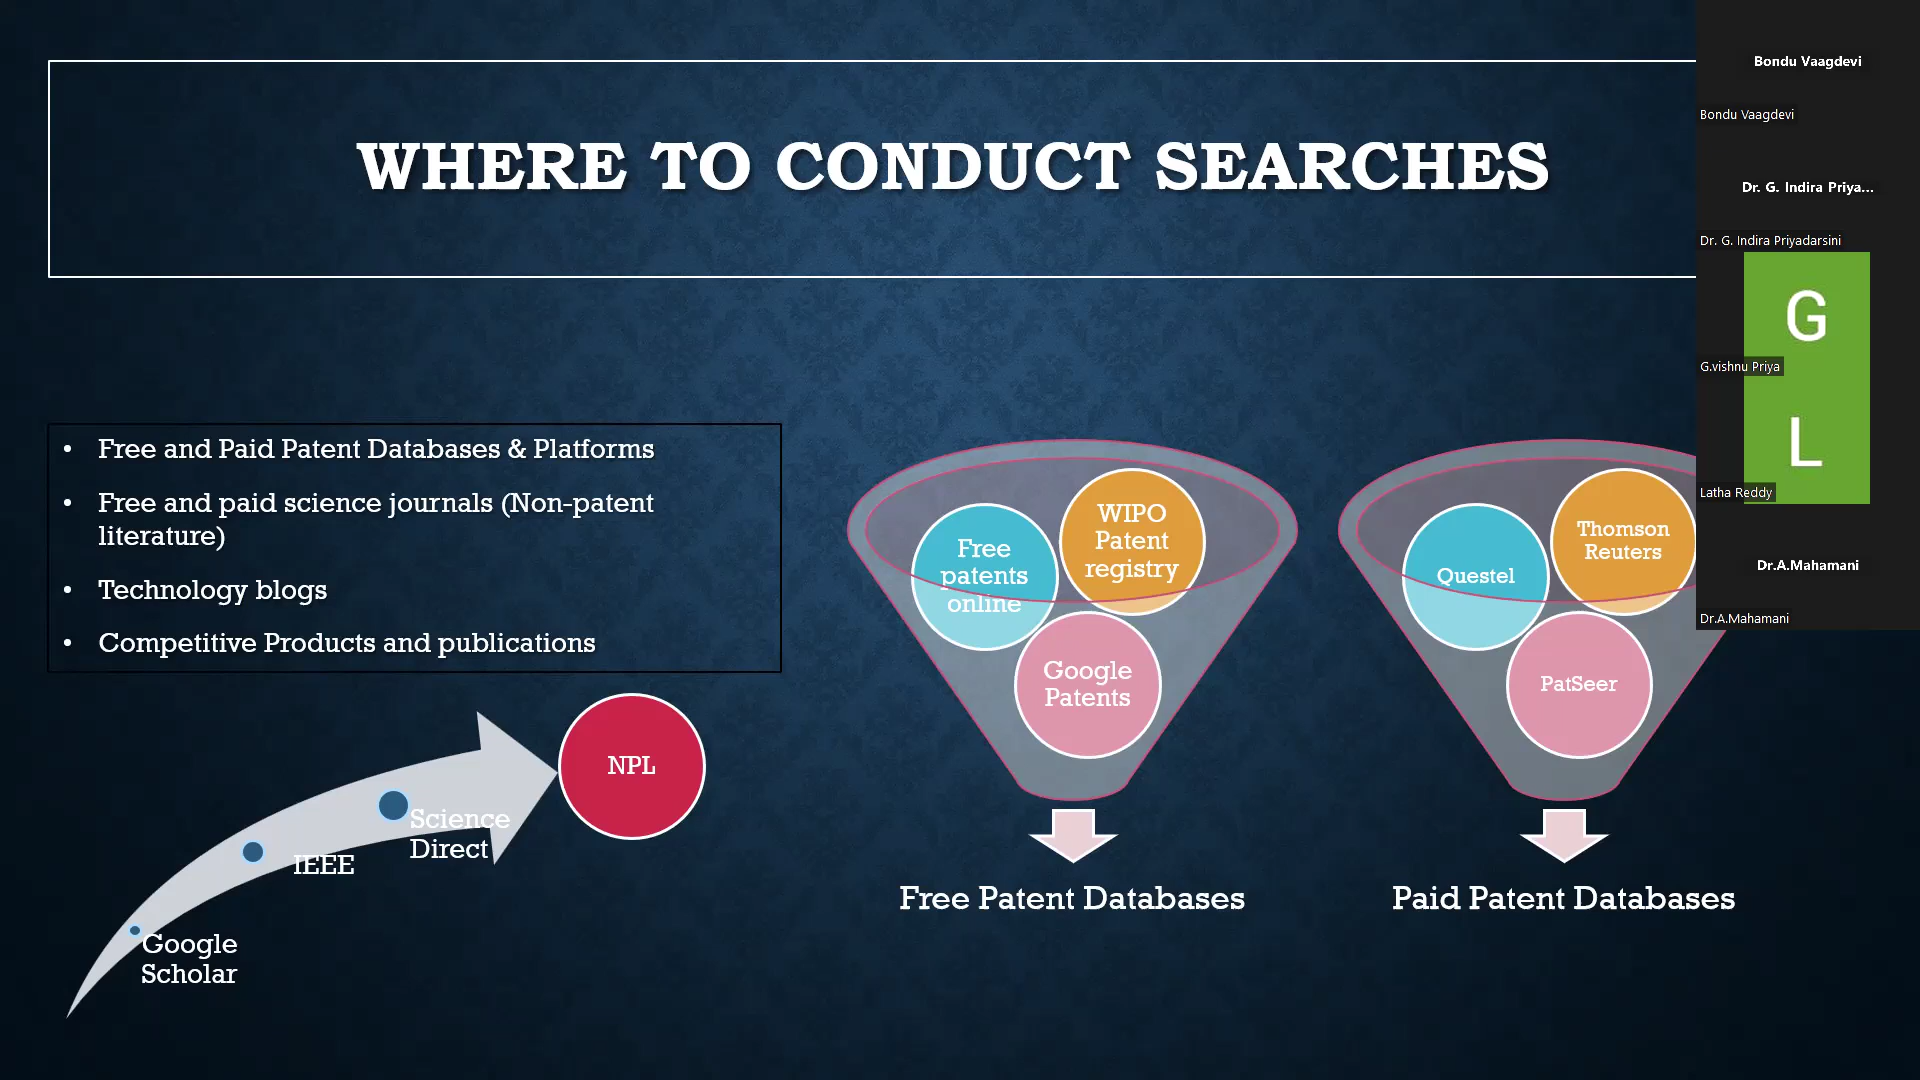 WHERE TO CONDUCT SEARCHES
• Free and Paid Patent Databases & Platforms
• Free and paid science journals (Non-patent
literature)
• Technology blogs
• Competitive Products and publications
NPL
Science
Direct
IEEE
Google
Scholar
Free
patents
online
WIPO
Patent
registry
Google
Patents
Free Patent Databases
Questel
Thomson
Reuters
PatSeer
Paid Patent Databases
Bondu Vaagdevi
Bondu Vaagdevi
Dr. G. Indira Priya...
Dr. G. Indira Priyadarsini
G
G.vishnu Priya
L
Latha Reddy
Dr.A.Mahamani
Dr.A.Mahamani